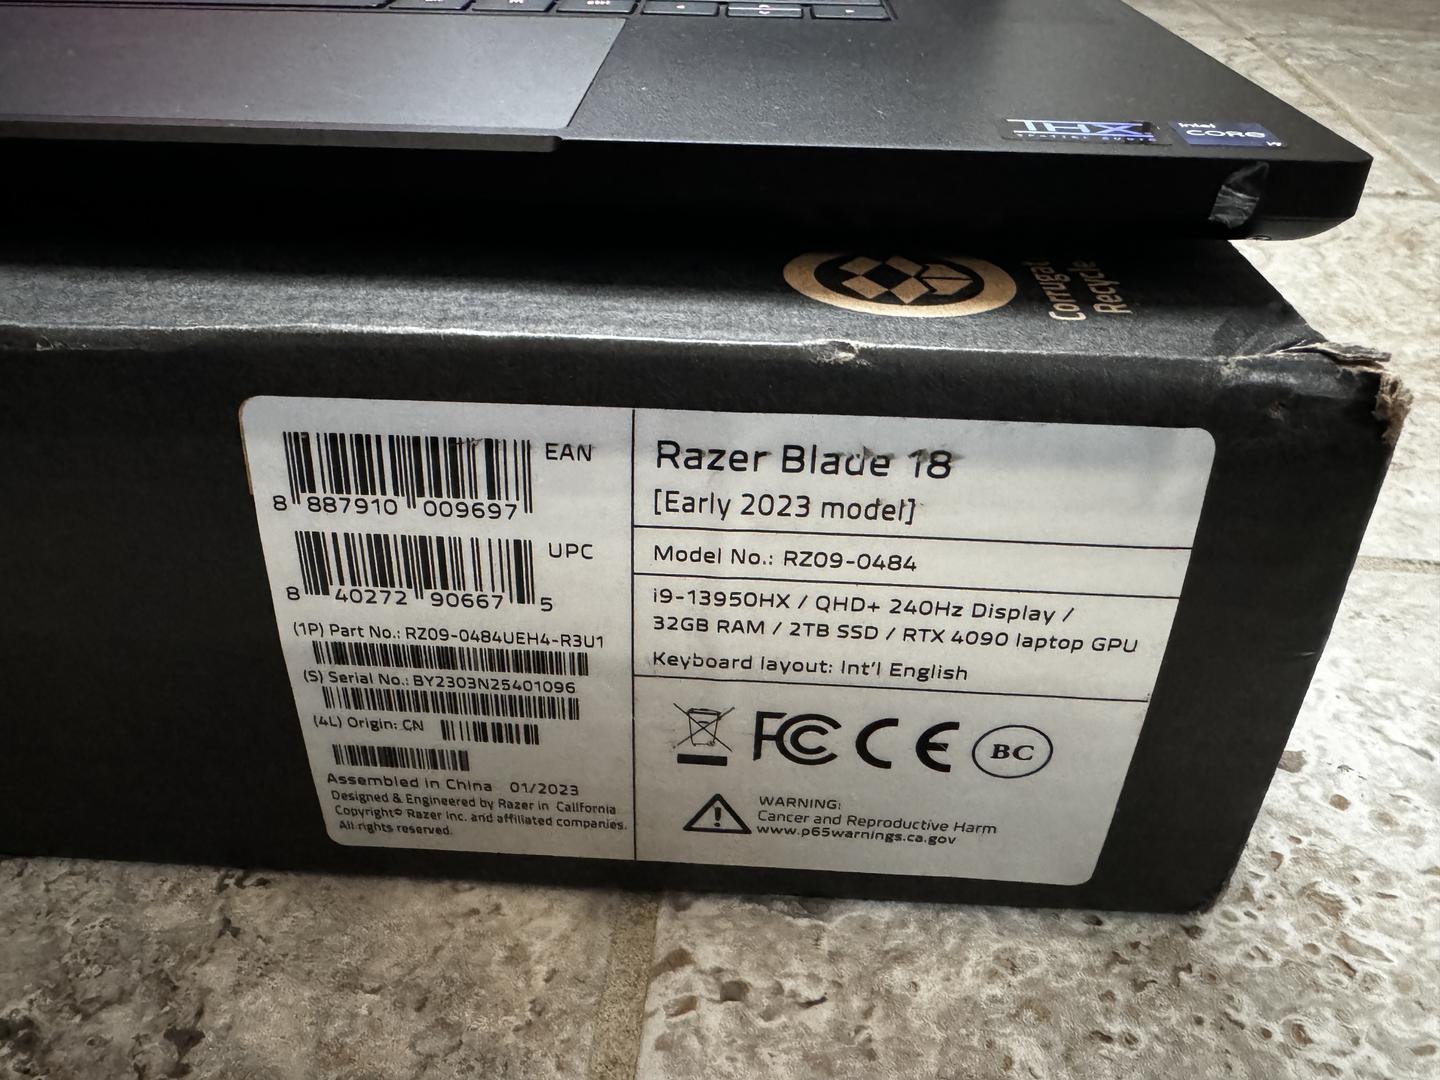 THX
SPATIAL AUDIO
intel
CORE
i9
Corrugat
Recycle
EAN
8 887910 009697
UPC
8 40272 90667 5
(1P) Part No.: RZ09-0484UEH4-R3U1
(S) Serial No.: BY2303N25401096
(4L) Origin: CN
Assembled in China 01/2023
Designed & Engineered by Razer in California
Copyright© Razer Inc. and affiliated companies.
All rights reserved.
Razer Blade 18
[Early 2023 model]
Model No.: RZ09-0484
i9-13950HX / QHD+ 240Hz Display /
32GB RAM / 2TB SSD / RTX 4090 laptop GPU
Keyboard layout: Int'l English
FC CE BC
WARNING:
Cancer and Reproductive Harm
www.p65warnings.ca.gov